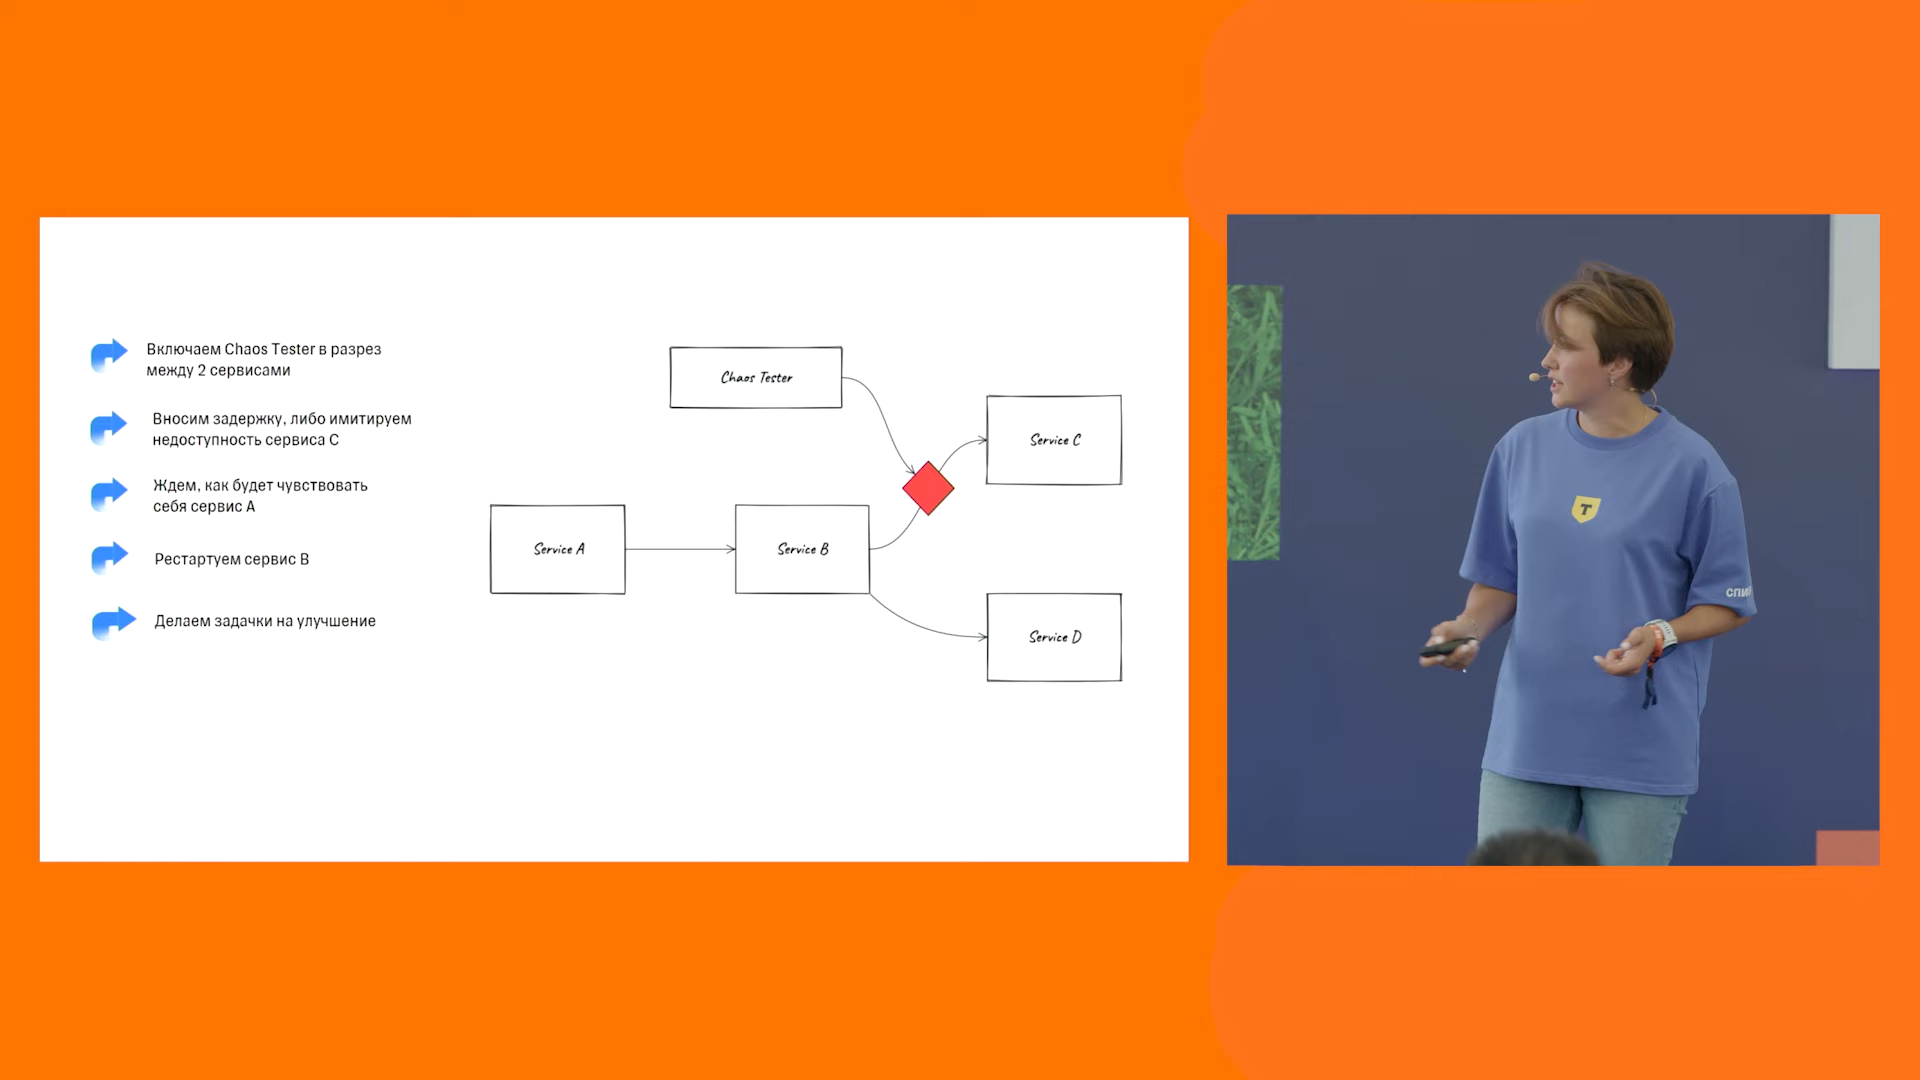 Включаем Chaos Tester в разрез
между 2 сервисами
Вносим задержку, либо имитируем
недоступность сервиса С
Ждем, как будет чувствовать
себя сервис А
Рестартуем сервис В
Делаем задачки на улучшение
Chaos Tester
Service C
Service A
Service B
Service D
Т